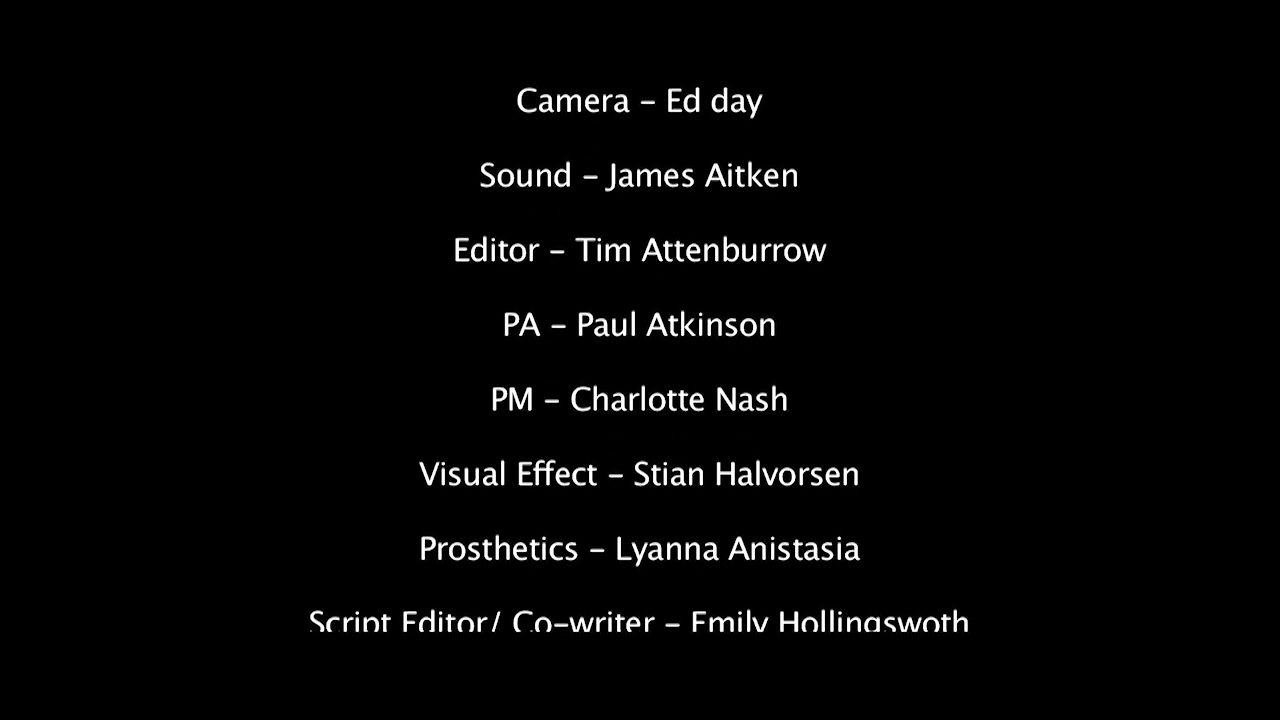 Camera – Ed day
Sound – James Aitken
Editor – Tim Attenburrow
PA – Paul Atkinson
PM – Charlotte Nash
Visual Effect – Stian Halvorsen
Prosthetics – Lyanna Anistasia
Script Editor/ Co-writer – Emily Hollingswoth